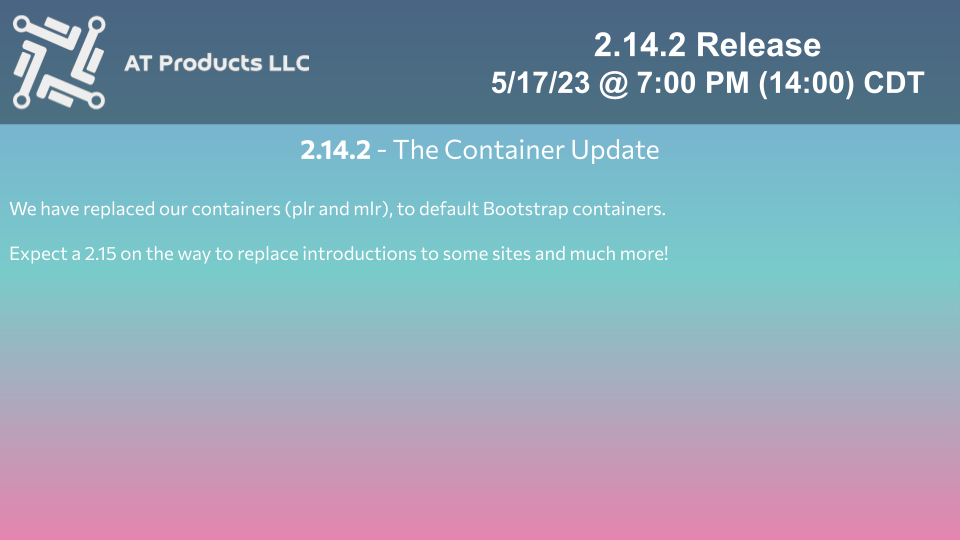 AT Products LLC
2.14.2 Release
5/17/23 @ 7:00 PM (14:00) CDT
2.14.2 - The Container Update
We have replaced our containers (plr and mlr), to default Bootstrap containers.
Expect a 2.15 on the way to replace introductions to some sites and much more!